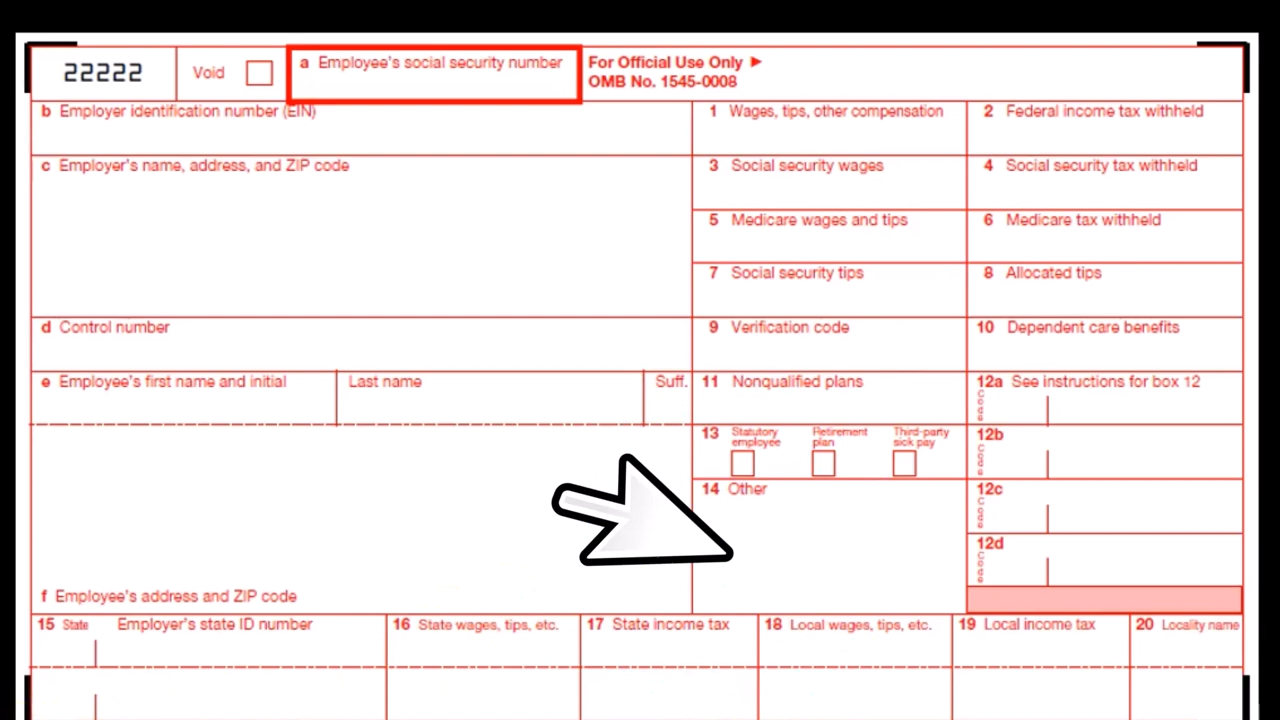 22222
Void
a Employee's social security number
For Official Use Only ►
OMB No. 1545-0008
b Employer identification number (EIN)
1 Wages, tips, other compensation
2 Federal income tax withheld
c Employer's name, address, and ZIP code
3 Social security wages
4 Social security tax withheld
5 Medicare wages and tips
6 Medicare tax withheld
7 Social security tips
8 Allocated tips
d Control number
9 Verification code
10 Dependent care benefits
e Employee's first name and initial
Last name
Suff.
11 Nonqualified plans
12a See instructions for box 12
Code
13 Statutory employee
Retirement plan
Third-party sick pay
12b
Code
14 Other
12c
Code
12d
Code
f Employee's address and ZIP code
15 State
Employer's state ID number
16 State wages, tips, etc.
17 State income tax
18 Local wages, tips, etc.
19 Local income tax
20 Locality name